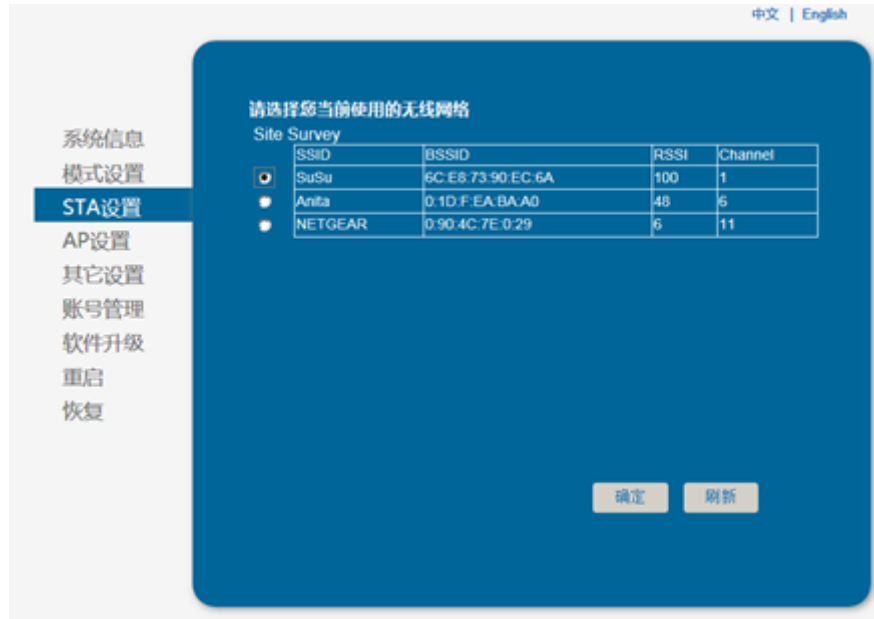 中文 | English
请选择您当前使用的无线网络
Site Survey
SSID BSSID RSSI Channel
SuSu 6C:E8:73:90:EC:6A 100 1
Anita 0:1D:F:EA:BA:A0 48 6
NETGEAR 0:90:4C:7E:0:29 6 11
系统信息
模式设置
STA设置
AP设置
其它设置
账号管理
软件升级
重启
恢复
确定 刷新